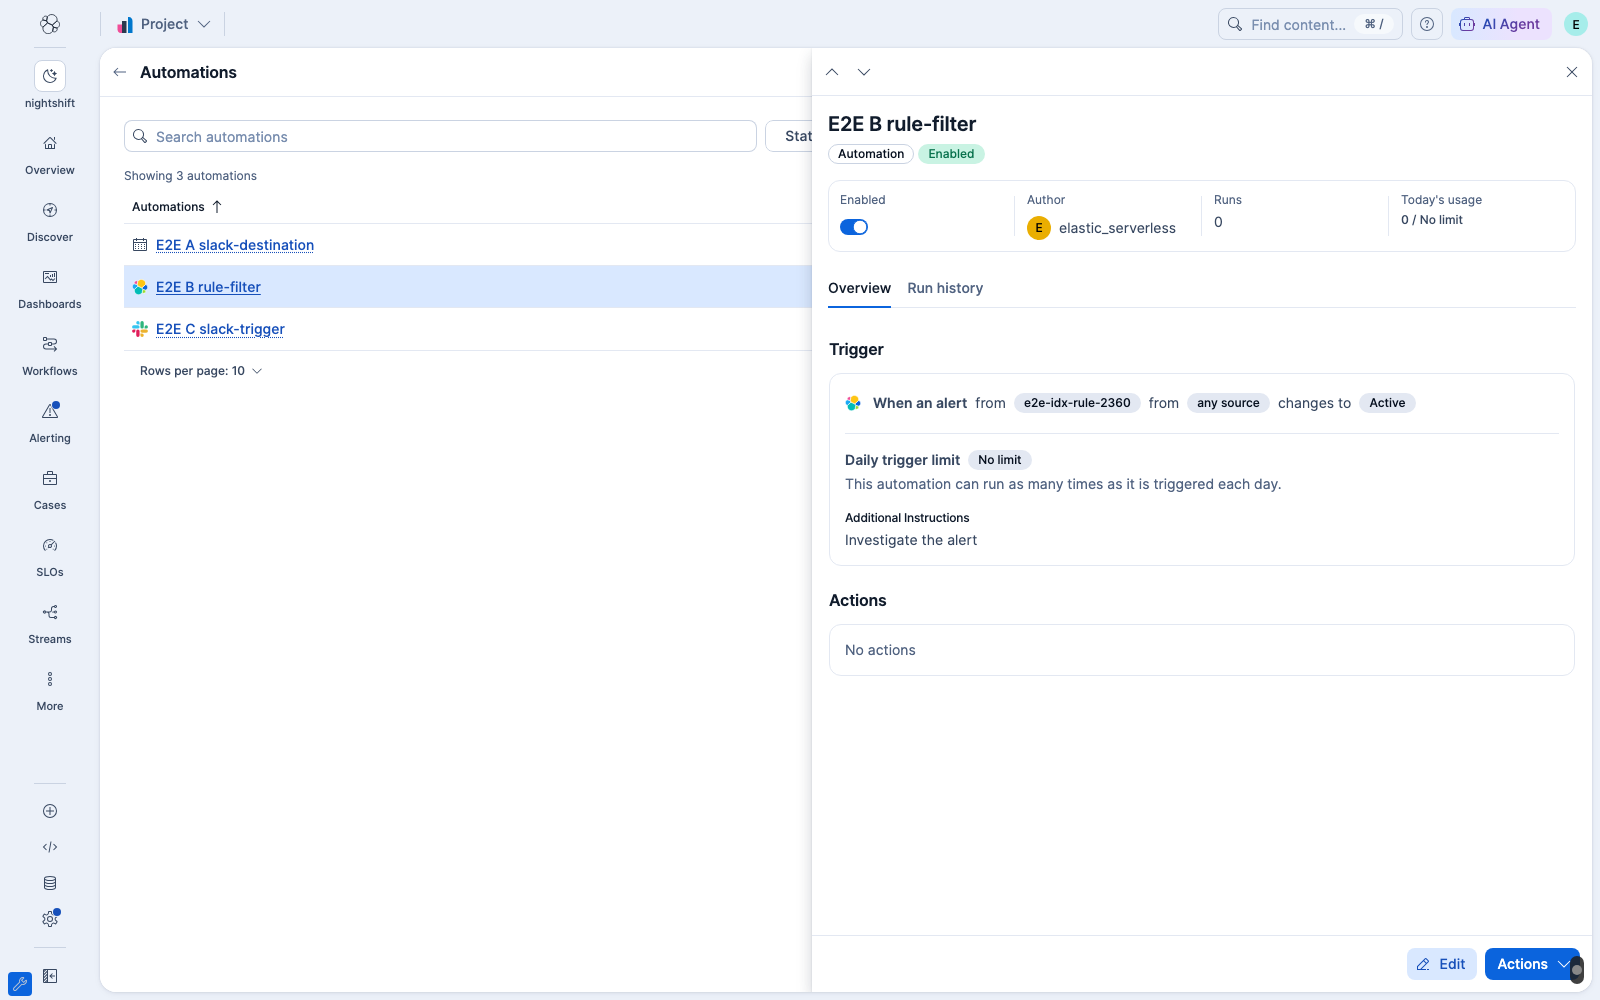 Project
Find content...
⌘ /
AI Agent
E
nightshift
Overview
Discover
Dashboards
Workflows
Alerting
Cases
SLOs
Streams
More
Automations
Search automations
Stat
Showing 3 automations
Automations
E2E A slack-destination
E2E B rule-filter
E2E C slack-trigger
Rows per page: 10
E2E B rule-filter
Automation Enabled
Enabled
Author
E elastic_serverless
Runs
0
Today's usage
0 / No limit
Overview Run history
Trigger
When an alert from e2e-idx-rule-2360 from any source changes to Active
Daily trigger limit No limit
This automation can run as many times as it is triggered each day.
Additional Instructions
Investigate the alert
Actions
No actions
Edit
Actions